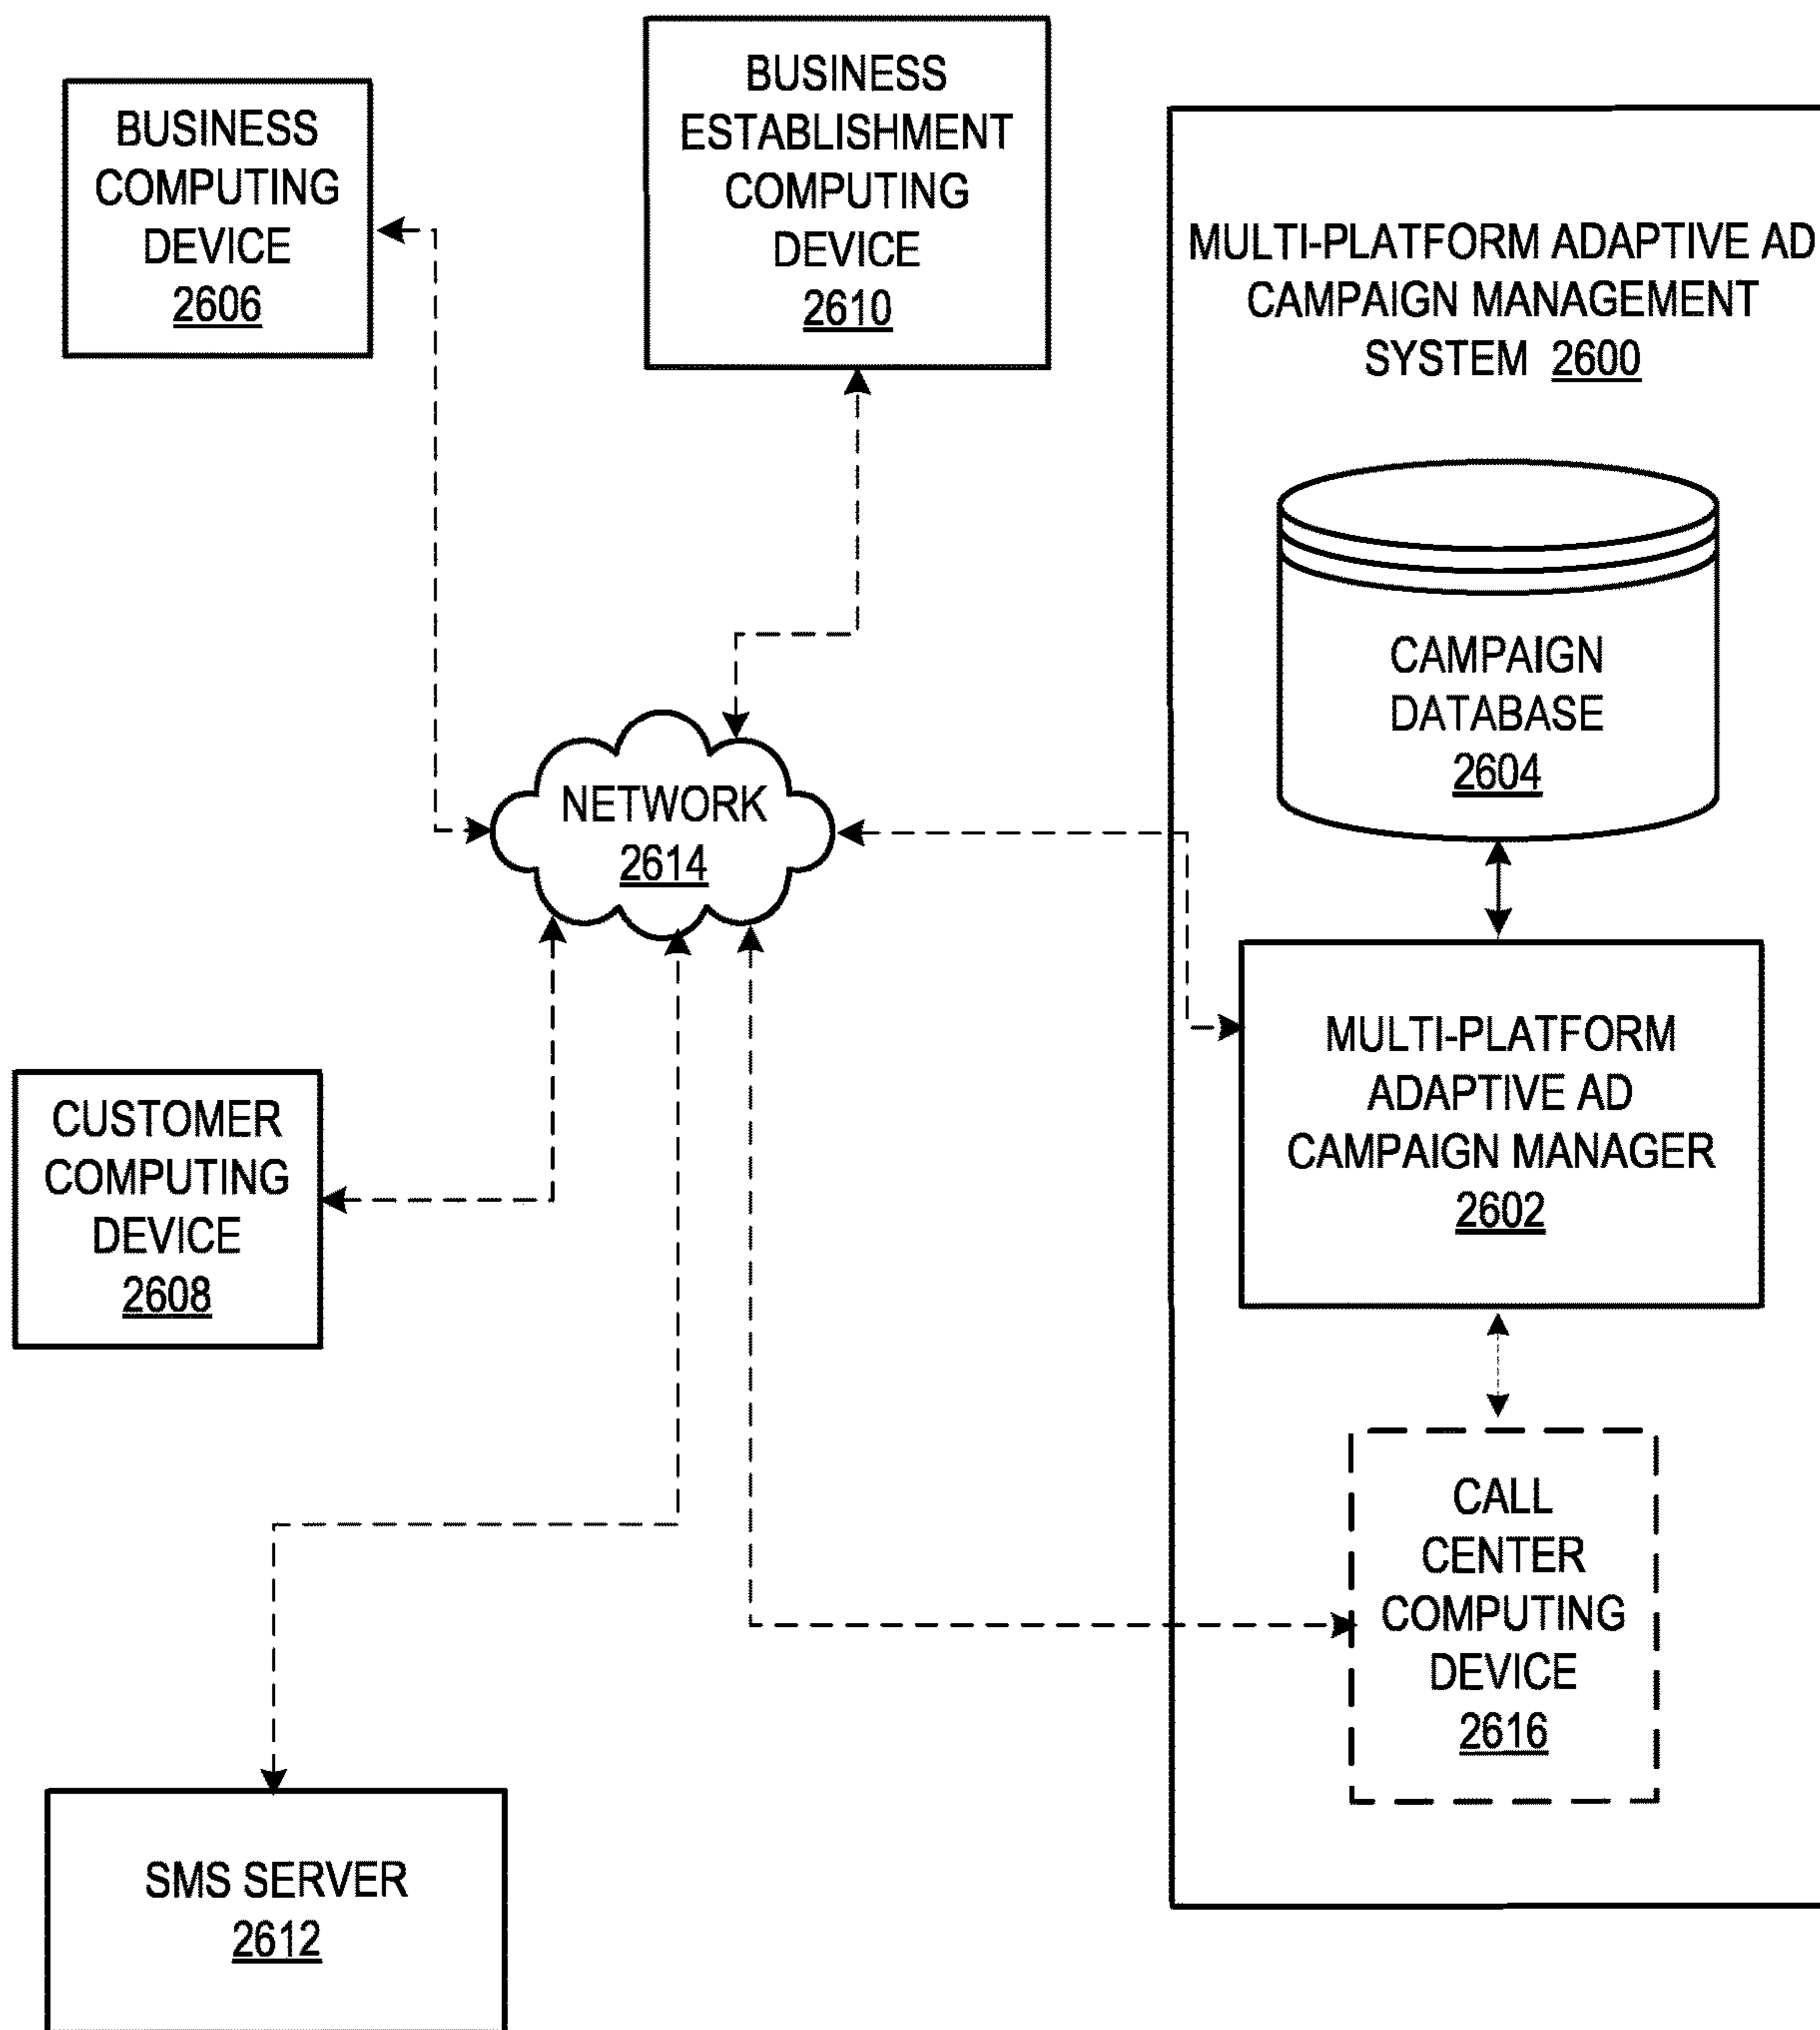 BUSINESS
COMPUTING
DEVICE
2606
BUSINESS
ESTABLISHMENT
COMPUTING
DEVICE
2610
MULTI-PLATFORM ADAPTIVE AD
CAMPAIGN MANAGEMENT
SYSTEM 2600
CAMPAIGN
DATABASE
2604
NETWORK
2614
MULTI-PLATFORM
ADAPTIVE AD
CAMPAIGN MANAGER
2602
CUSTOMER
COMPUTING
DEVICE
2608
CALL
CENTER
COMPUTING
DEVICE
2616
SMS SERVER
2612